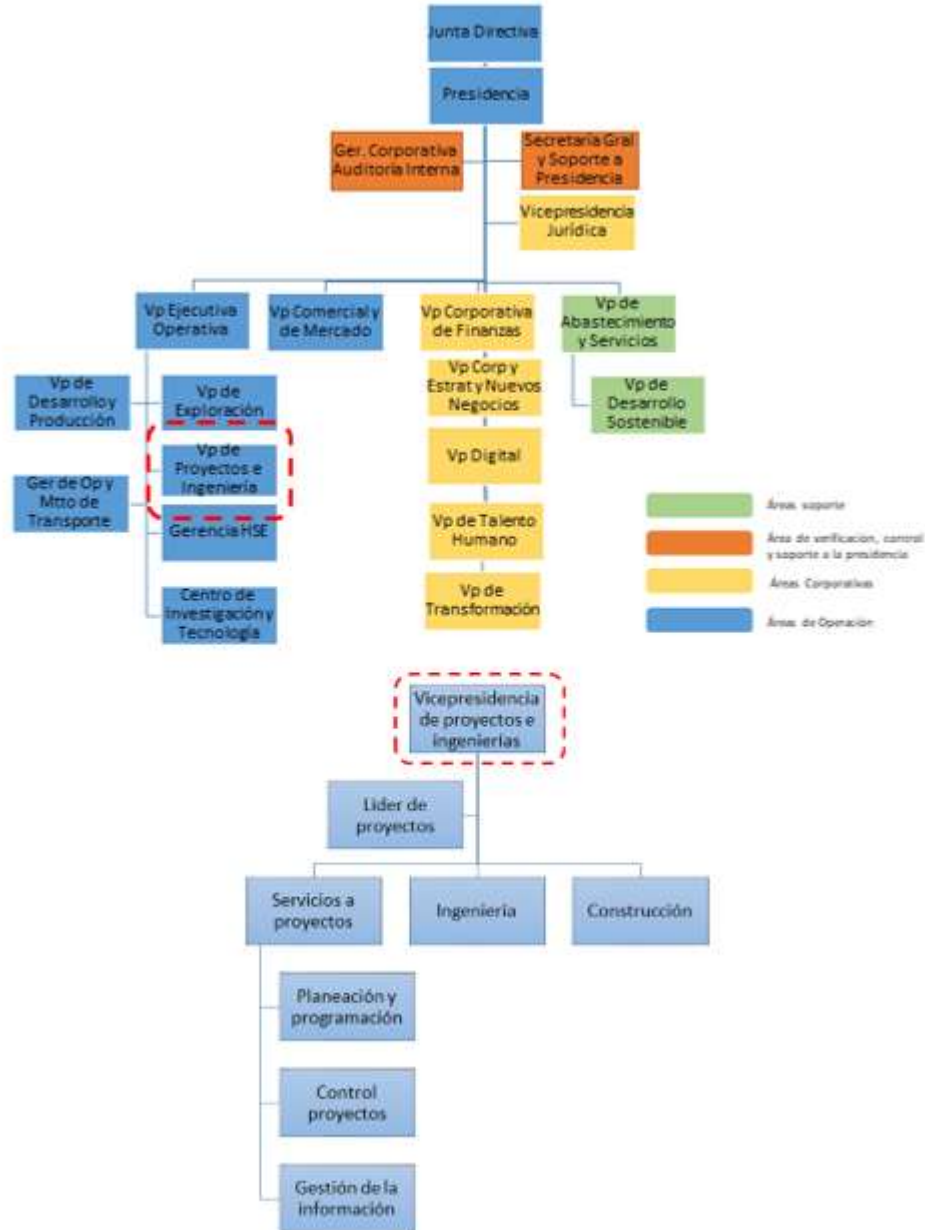 Junta Directiva
Presidencia
Ger. Corporativa
Auditoría Interna
Secretaría Gral
y Soporte a
Presidencia
Vicepresidencia
Jurídica
Vp Ejecutiva
Operativa
Vp Comercial y
de Mercado
Vp Corporativa
de Finanzas
Vp de
Abastecimiento
y Servicios
Vp de
Desarrollo y
Producción
Vp de
Exploración
Vp Corp y
Estrat y Nuevos
Negocios
Vp de
Desarrollo
Sostenible
Vp de
Proyectos e
Ingeniería
Vp Digital
Ger de Op y
Mtto de
Transporte
Gerencia HSE
Vp de Talento
Humano
Centro de
Investigación y
Tecnología
Vp de
Transformación
Áreas soporte
Área de verificación, control
y soporte a la presidencia
Áreas Corporativas
Áreas de Operación
Vicepresidencia
de proyectos e
ingenierías
Lider de
proyectos
Servicios a
proyectos
Ingeniería
Construcción
Planeación y
programación
Control
proyectos
Gestión de la
información